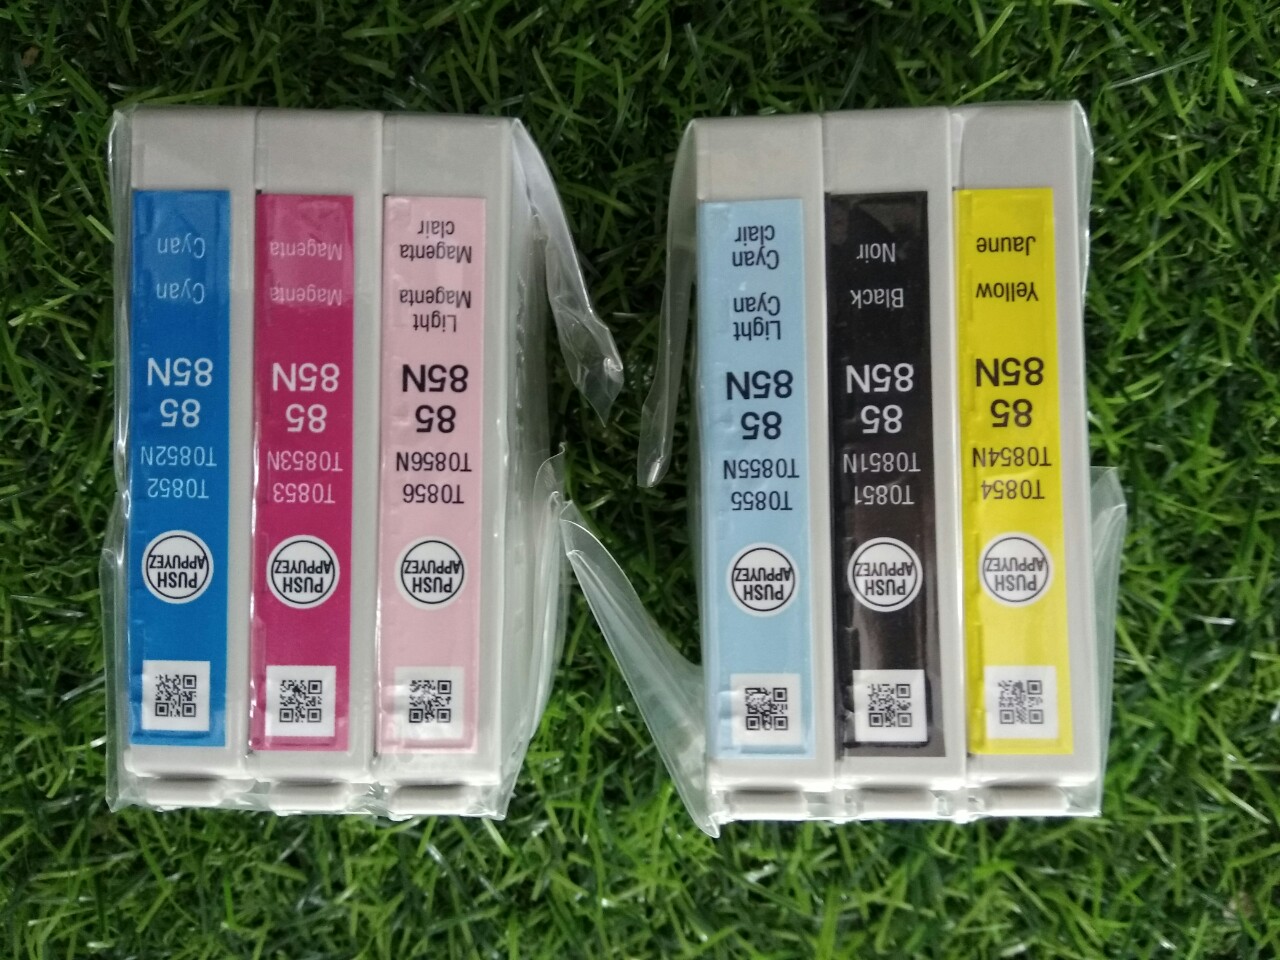 PUSH
APPUYEZ
T0854
T0854N
85
85N
Yellow
Jaune
PUSH
APPUYEZ
T0851
T0851N
85
85N
Black
Noir
PUSH
APPUYEZ
T0855
T0855N
85
85N
Light
Cyan
Cyan
clair
PUSH
APPUYEZ
T0856
T0856N
85
85N
Light
Magenta
Magenta
clair
PUSH
APPUYEZ
T0853
T0853N
85
85N
Magenta
Magenta
PUSH
APPUYEZ
T0852
T0852N
85
85N
Cyan
Cyan